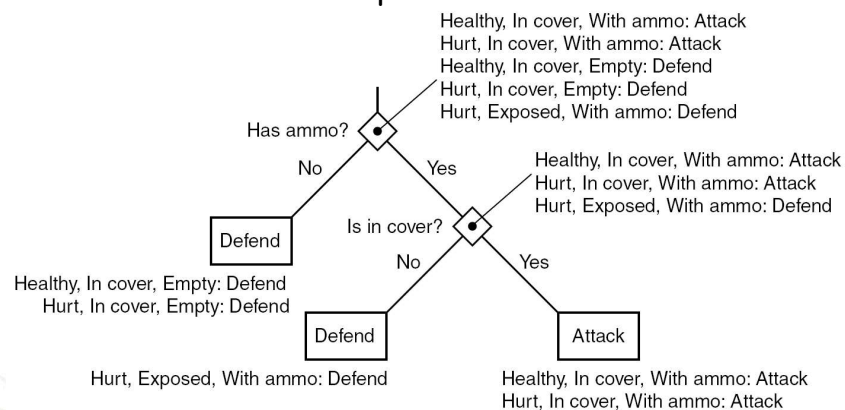 Healthy, In cover, With ammo: Attack
Hurt, In cover, With ammo: Attack
Healthy, In cover, Empty: Defend
Hurt, In cover, Empty: Defend
Hurt, Exposed, With ammo: Defend
Has ammo?
No
Yes
Healthy, In cover, With ammo: Attack
Hurt, In cover, With ammo: Attack
Hurt, Exposed, With ammo: Defend
Is in cover?
Defend
No
Yes
Healthy, In cover, Empty: Defend
Hurt, In cover, Empty: Defend
Defend
Attack
Hurt, Exposed, With ammo: Defend
Healthy, In cover, With ammo: Attack
Hurt, In cover, With ammo: Attack